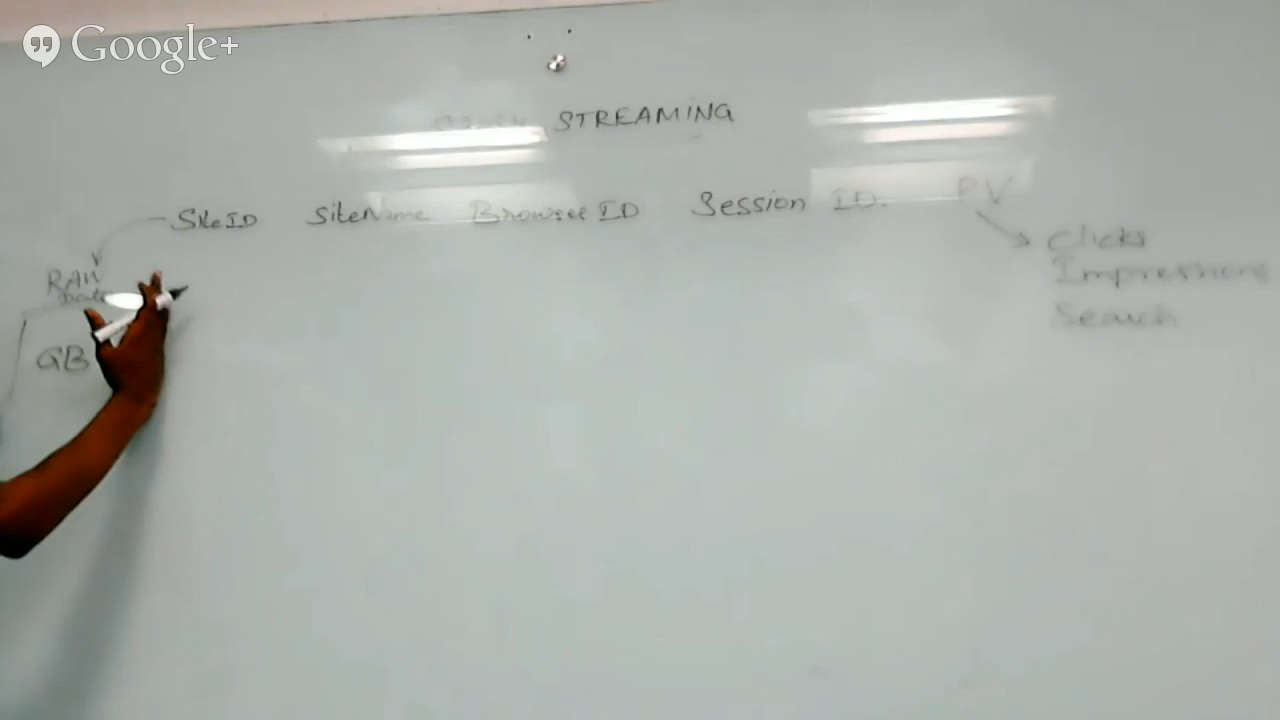 Google+
STREAMING
SiteID SiteName Browser ID Session ID. PV
Clicks
Impressions
Search
RAW
Data
GB